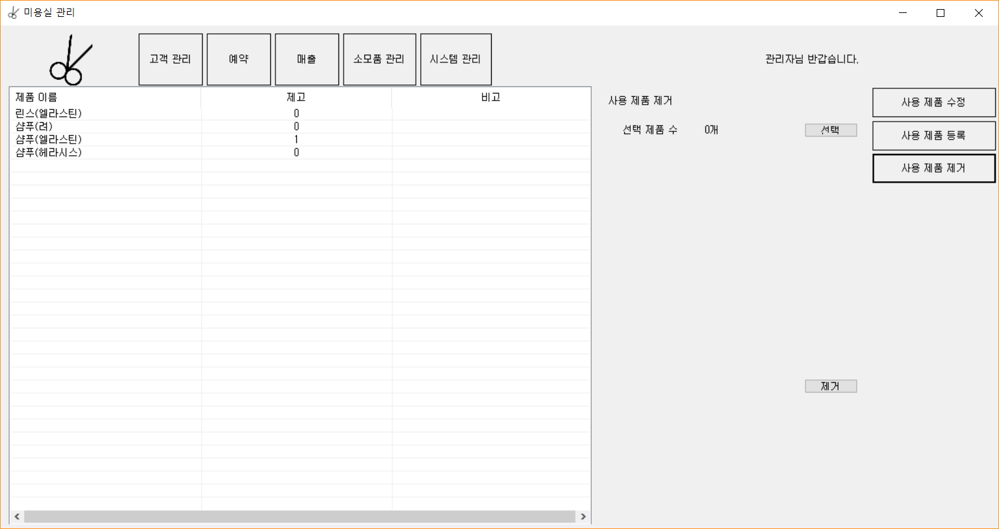 미용실 관리
고객 관리 예약 매출 소모품 관리 시스템 관리 관리자님 반갑습니다.
제품 이름 제고 비고
린스(엘라스틴) 0
샴푸(려) 0
샴푸(엘라스틴) 1
샴푸(헤라시스) 0
사용 제품 제거
선택 제품 수 0개 선택
사용 제품 수정
사용 제품 등록
사용 제품 제거
제거